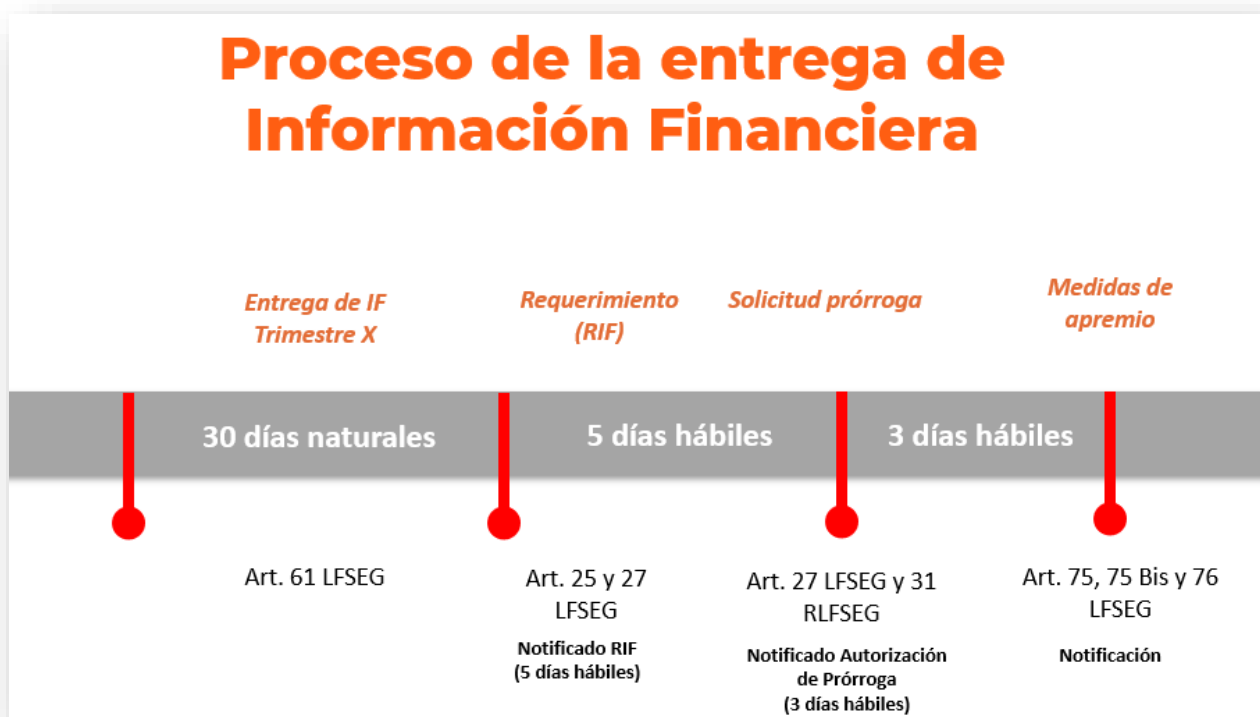 Proceso de la entrega de
Información Financiera
Entrega de IF
Trimestre X
Requerimiento
(RIF)
Solicitud prórroga
Medidas de
apremio
30 días naturales
5 días hábiles
3 días hábiles
Art. 61 LFSEG
Art. 25 y 27
LFSEG
Notificado RIF
(5 días hábiles)
Art. 27 LFSEG y 31
RLFSEG
Notificado Autorización
de Prórroga
(3 días hábiles)
Art. 75, 75 Bis y 76
LFSEG
Notificación